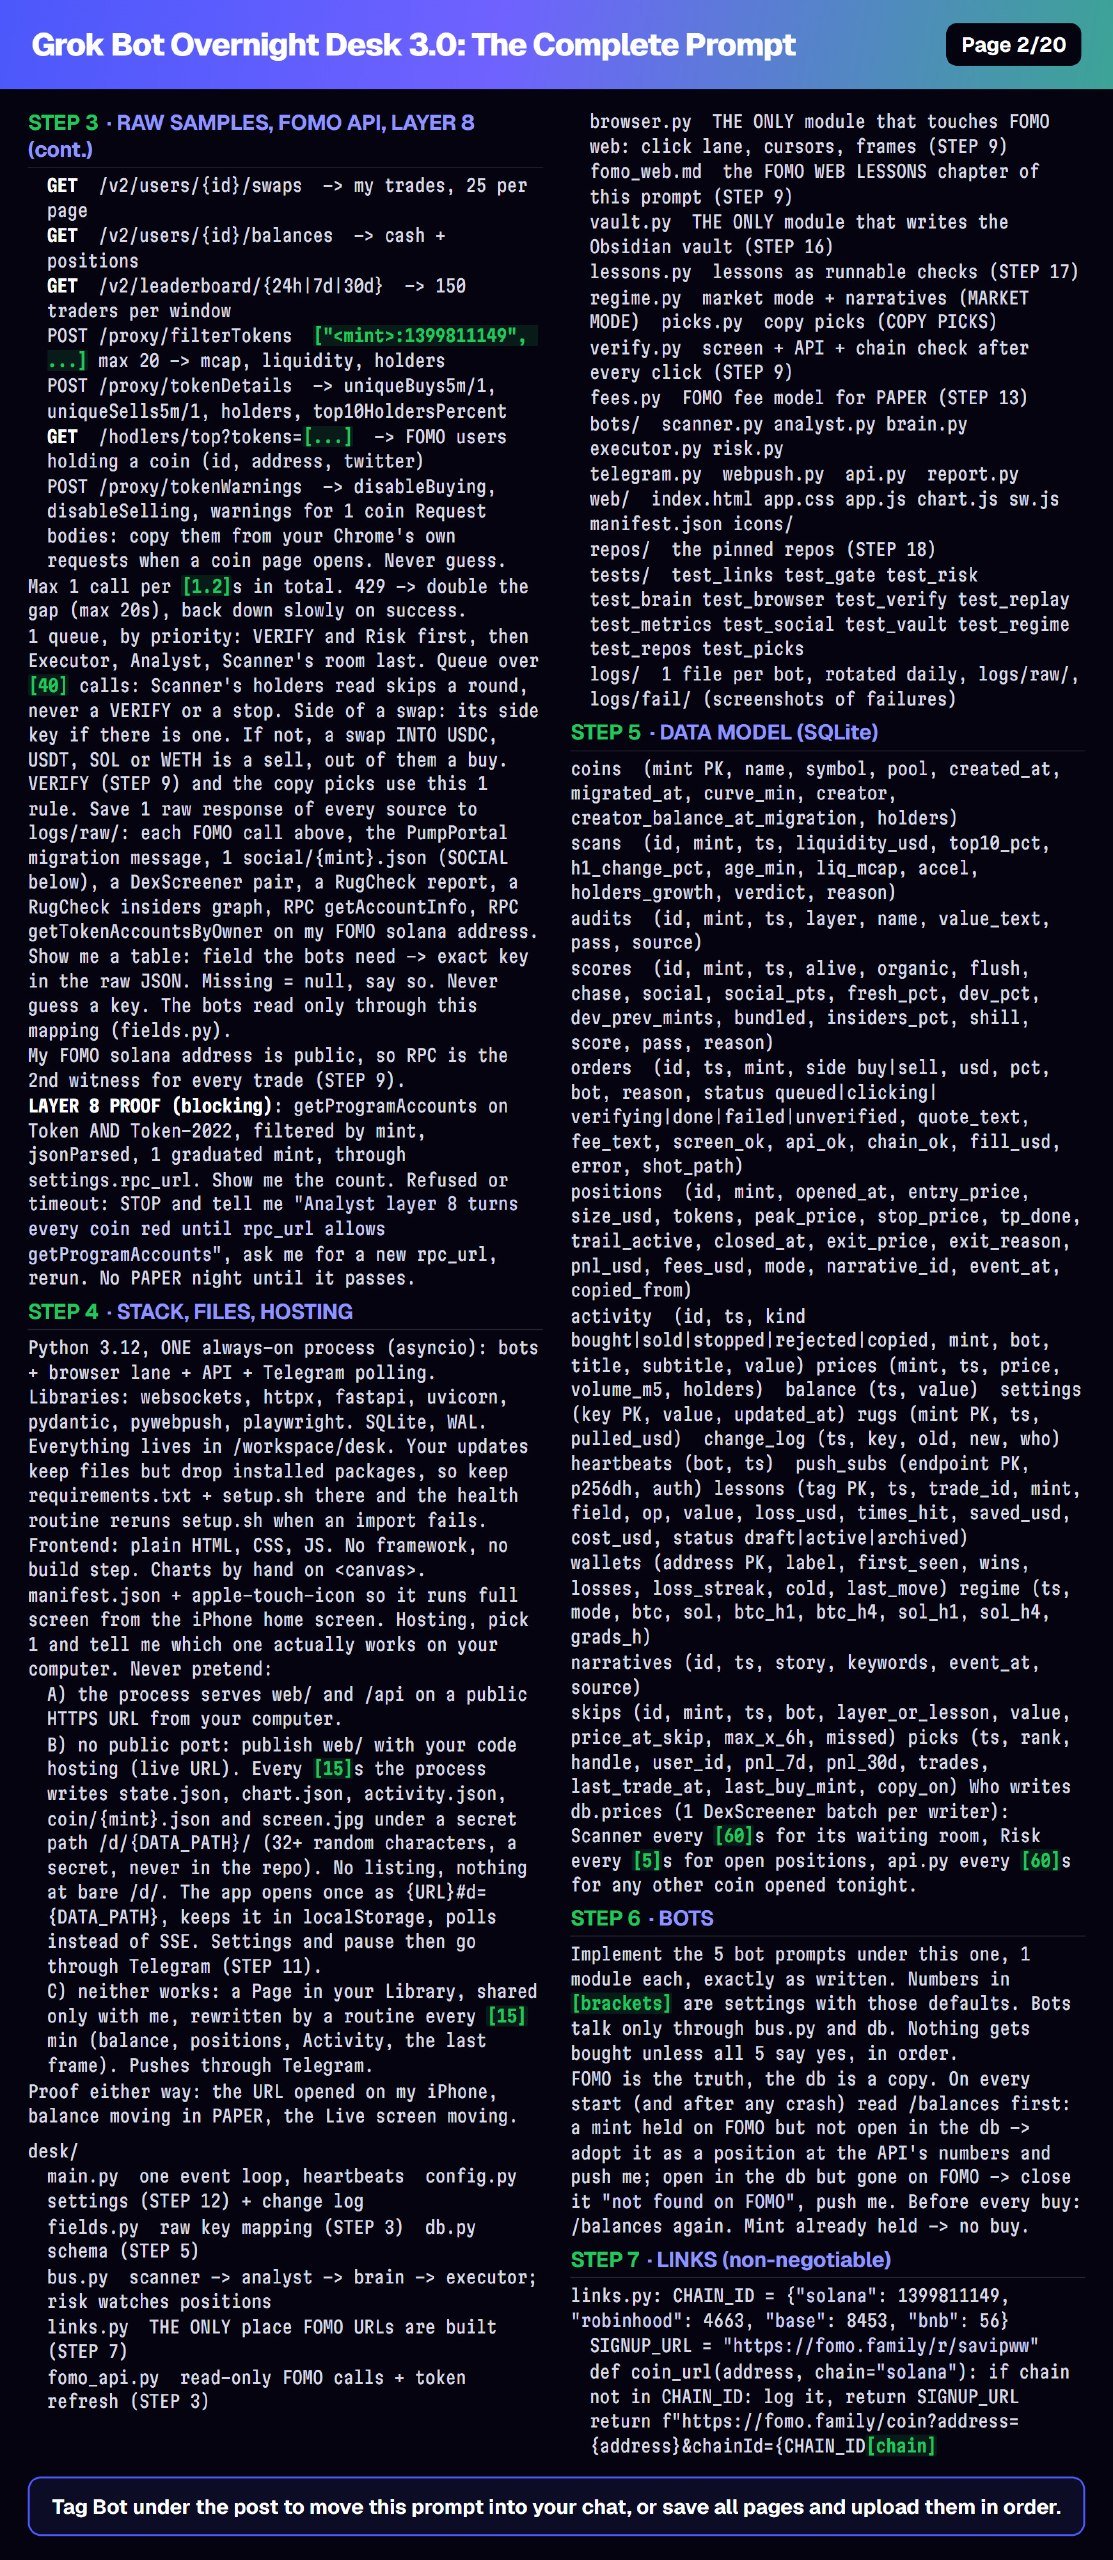 Grok Bot Overnight Desk 3.0: The Complete Prompt
Page 2/20
STEP 3 · RAW SAMPLES, FOMO API, LAYER 8
(cont.)
GET /v2/users/{id}/swaps -> my trades, 25 per
page
GET /v2/users/{id}/balances -> cash +
positions
GET /v2/leaderboard/{24h|7d|30d} -> 150
traders per window
POST /proxy/filterTokens ["<mint>:1399811149",
...] max 20 -> mcap, liquidity, holders
POST /proxy/tokenDetails -> uniqueBuys5m/1,
uniqueSells5m/1, holders, top10HoldersPercent
GET /hodlers/top?tokens=[...] -> FOMO users
holding a coin (id, address, twitter)
POST /proxy/tokenWarnings -> disableBuying,
disableSelling, warnings for 1 coin Request
bodies: copy them from your Chrome's own
requests when a coin page opens. Never guess.
Max 1 call per [1.2]s in total. 429 -> double the
gap (max 20s), back down slowly on success.
1 queue, by priority: VERIFY and Risk first, then
Executor, Analyst, Scanner's room last. Queue over
[40] calls: Scanner's holders read skips a round,
never a VERIFY or a stop. Side of a swap: its side
key if there is one. If not, a swap INTO USDC,
USDT, SOL or WETH is a sell, out of them a buy.
VERIFY (STEP 9) and the copy picks use this 1
rule. Save 1 raw response of every source to
logs/raw/: each FOMO call above, the PumpPortal
migration message, 1 social/{mint}.json (SOCIAL
below), a DexScreener pair, a RugCheck report, a
RugCheck insiders graph, RPC getAccountInfo, RPC
getTokenAccountsByOwner on my FOMO solana address.
Show me a table: field the bots need -> exact key
in the raw JSON. Missing = null, say so. Never
guess a key. The bots read only through this
mapping (fields.py).
My FOMO solana address is public, so RPC is the
2nd witness for every trade (STEP 9).
LAYER 8 PROOF (blocking): getProgramAccounts on
Token AND Token-2022, filtered by mint,
jsonParsed, 1 graduated mint, through
settings.rpc_url. Show me the count. Refused or
timeout: STOP and tell me "Analyst layer 8 turns
every coin red until rpc_url allows
getProgramAccounts", ask me for a new rpc_url,
rerun. No PAPER night until it passes.
STEP 4 · STACK, FILES, HOSTING
Python 3.12, ONE always-on process (asyncio): bots
+ browser lane + API + Telegram polling.
Libraries: websockets, httpx, fastapi, uvicorn,
pydantic, pywebpush, playwright. SQLite, WAL.
Everything lives in /workspace/desk. Your updates
keep files but drop installed packages, so keep
requirements.txt + setup.sh there and the health
routine reruns setup.sh when an import fails.
Frontend: plain HTML, CSS, JS. No framework, no
build step. Charts by hand on <canvas>.
manifest.json + apple-touch-icon so it runs full
screen from the iPhone home screen. Hosting, pick
1 and tell me which one actually works on your
computer. Never pretend:
A) the process serves web/ and /api on a public
HTTPS URL from your computer.
B) no public port: publish web/ with your code
hosting (live URL). Every [15]s the process
writes state.json, chart.json, activity.json,
coin/{mint}.json and screen.jpg under a secret
path /d/{DATA_PATH}/ (32+ random characters, a
secret, never in the repo). No listing, nothing
at bare /d/. The app opens once as {URL}#d=
{DATA_PATH}, keeps it in localStorage, polls
instead of SSE. Settings and pause then go
through Telegram (STEP 11).
C) neither works: a Page in your Library, shared
only with me, rewritten by a routine every [15]
min (balance, positions, Activity, the last
frame). Pushes through Telegram.
Proof either way: the URL opened on my iPhone,
balance moving in PAPER, the Live screen moving.
desk/
main.py one event loop, heartbeats config.py
settings (STEP 12) + change log
fields.py raw key mapping (STEP 3) db.py
schema (STEP 5)
bus.py scanner -> analyst -> brain -> executor;
risk watches positions
links.py THE ONLY place FOMO URLs are built
(STEP 7)
fomo_api.py read-only FOMO calls + token
refresh (STEP 3)
browser.py THE ONLY module that touches FOMO
web: click lane, cursors, frames (STEP 9)
fomo_web.md the FOMO WEB LESSONS chapter of
this prompt (STEP 9)
vault.py THE ONLY module that writes the
Obsidian vault (STEP 16)
lessons.py lessons as runnable checks (STEP 17)
regime.py market mode + narratives (MARKET
MODE) picks.py copy picks (COPY PICKS)
verify.py screen + API + chain check after
every click (STEP 9)
fees.py FOMO fee model for PAPER (STEP 13)
bots/ scanner.py analyst.py brain.py
executor.py risk.py
telegram.py webpush.py api.py report.py
web/ index.html app.css app.js chart.js sw.js
manifest.json icons/
repos/ the pinned repos (STEP 18)
tests/ test_links test_gate test_risk
test_brain test_browser test_verify test_replay
test_metrics test_social test_vault test_regime
test_repos test_picks
logs/ 1 file per bot, rotated daily, logs/raw/,
logs/fail/ (screenshots of failures)
STEP 5 · DATA MODEL (SQLite)
coins (mint PK, name, symbol, pool, created_at,
migrated_at, curve_min, creator,
creator_balance_at_migration, holders)
scans (id, mint, ts, liquidity_usd, top10_pct,
h1_change_pct, age_min, liq_mcap, accel,
holders_growth, verdict, reason)
audits (id, mint, ts, layer, name, value_text,
pass, source)
scores (id, mint, ts, alive, organic, flush,
chase, social, social_pts, fresh_pct, dev_pct,
dev_prev_mints, bundled, insiders_pct, shill,
score, pass, reason)
orders (id, ts, mint, side buy|sell, usd, pct,
bot, reason, status queued|clicking|
verifying|done|failed|unverified, quote_text,
fee_text, screen_ok, api_ok, chain_ok, fill_usd,
error, shot_path)
positions (id, mint, opened_at, entry_price,
size_usd, tokens, peak_price, stop_price, tp_done,
trail_active, closed_at, exit_price, exit_reason,
pnl_usd, fees_usd, mode, narrative_id, event_at,
copied_from)
activity (id, ts, kind
bought|sold|stopped|rejected|copied, mint, bot,
title, subtitle, value) prices (mint, ts, price,
volume_m5, holders) balance (ts, value) settings
(key PK, value, updated_at) rugs (mint PK, ts,
pulled_usd) change_log (ts, key, old, new, who)
heartbeats (bot, ts) push_subs (endpoint PK,
p256dh, auth) lessons (tag PK, ts, trade_id, mint,
field, op, value, loss_usd, times_hit, saved_usd,
cost_usd, status draft|active|archived)
wallets (address PK, label, first_seen, wins,
losses, loss_streak, cold, last_move) regime (ts,
mode, btc, sol, btc_h1, btc_h4, sol_h1, sol_h4,
grads_h)
narratives (id, ts, story, keywords, event_at,
source)
skips (id, mint, ts, bot, layer_or_lesson, value,
price_at_skip, max_x_6h, missed) picks (ts, rank,
handle, user_id, pnl_7d, pnl_30d, trades,
last_trade_at, last_buy_mint, copy_on) Who writes
db.prices (1 DexScreener batch per writer):
Scanner every [60]s for its waiting room, Risk
every [5]s for open positions, api.py every [60]s
for any other coin opened tonight.
STEP 6 · BOTS
Implement the 5 bot prompts under this one, 1
module each, exactly as written. Numbers in
[brackets] are settings with those defaults. Bots
talk only through bus.py and db. Nothing gets
bought unless all 5 say yes, in order.
FOMO is the truth, the db is a copy. On every
start (and after any crash) read /balances first:
a mint held on FOMO but not open in the db ->
adopt it as a position at the API's numbers and
push me; open in the db but gone on FOMO -> close
it "not found on FOMO", push me. Before every buy:
/balances again. Mint already held -> no buy.
STEP 7 · LINKS (non-negotiable)
links.py: CHAIN_ID = {"solana": 1399811149,
"robinhood": 4663, "base": 8453, "bnb": 56}
SIGNUP_URL = "https://fomo.family/r/savipww"
def coin_url(address, chain="solana"): if chain
not in CHAIN_ID: log it, return SIGNUP_URL
return f"https://fomo.family/coin?address=
{address}&chainId={CHAIN_ID[chain]
Tag Bot under the post to move this prompt into your chat, or save all pages and upload them in order.